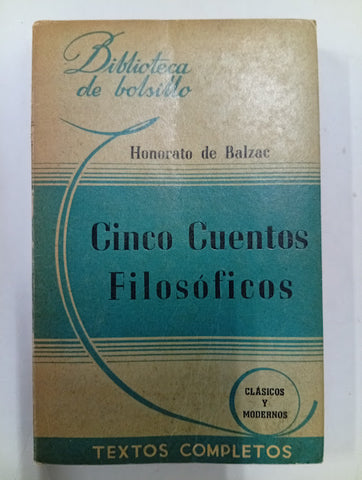 Biblioteca
de bolsillo
Honorato de Balzac
Cinco Cuentos
Filosóficos
CLÁSICOS
Y
MODERNOS
TEXTOS COMPLETOS